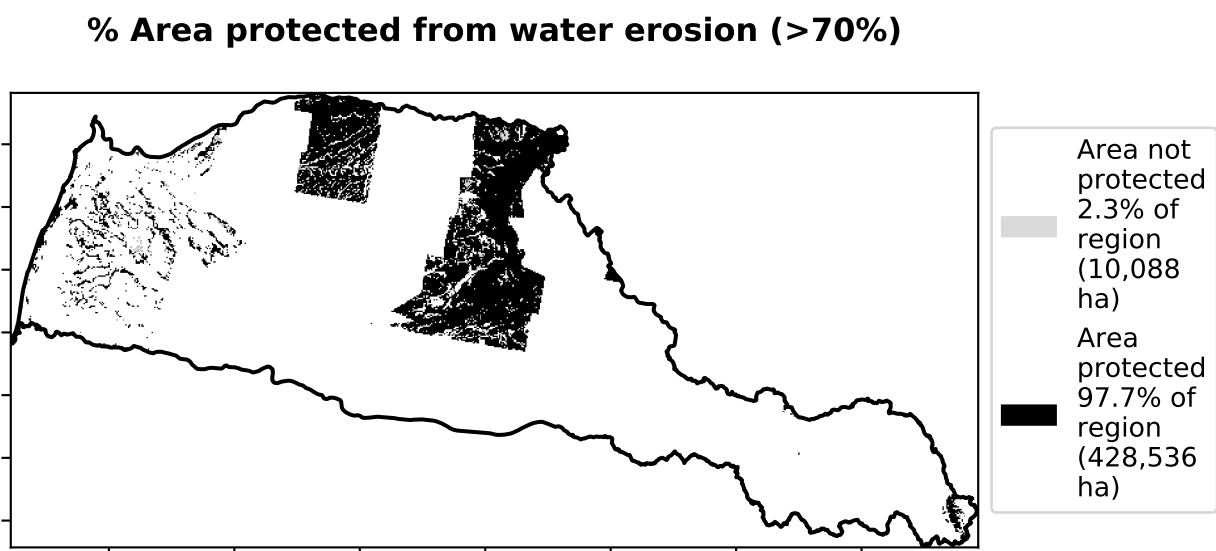 % Area protected from water erosion (>70%)
Area not
protected
2.3% of
region
(10,088
ha)
Area
protected
97.7% of
region
(428,536
ha)